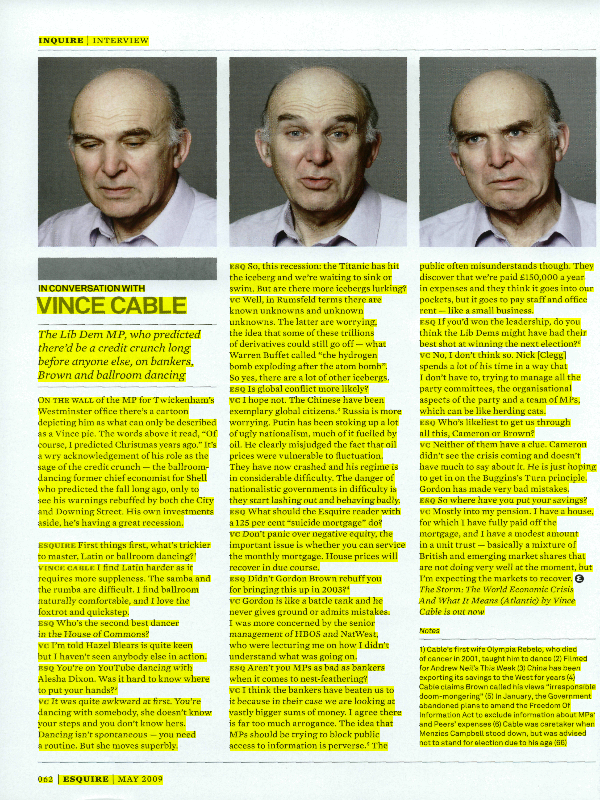 INQUIRE | INTERVIEW
IN CONVERSATION WITH
VINCE CABLE
The Lib Dem MP, who predicted
there'd be a credit crunch long
before anyone else, on bankers,
Brown and ballroom dancing
ON THE WALL of the MP for Twickenham's
Westminster office there's a cartoon
depicting him as what can only be described
as a Vince pie. The words above it read, "Of
course, I predicted Christmas years ago." It's
a wry acknowledgement of his role as the
sage of the credit crunch — the ballroom-
dancing former chief economist for Shell
who predicted the fall long ago, only to
see his warnings rebuffed by both the City
and Downing Street. His own investments
aside, he's having a great recession.
ESQUIRE First things first, what's trickier
to master, Latin or ballroom dancing?¹
VINCE CABLE I find Latin harder as it
requires more suppleness. The samba and
the rumba are difficult. I find ballroom
naturally comfortable, and I love the
foxtrot and quickstep.
ESQ Who's the second best dancer
in the House of Commons?
VC I'm told Hazel Blears is quite keen
but I haven't seen anybody else in action.
ESQ You're on YouTube dancing with
Alesha Dixon. Was it hard to know where
to put your hands?²
VC It was quite awkward at first. You're
dancing with somebody, she doesn't know
your steps and you don't know hers.
Dancing isn't spontaneous — you need
a routine. But she moves superbly.
ESQ So, this recession: the Titanic has hit
the iceberg and we're waiting to sink or
swim. But are there more icebergs lurking?
VC Well, in Rumsfeld terms there are
known unknowns and unknown
unknowns. The latter are worrying,
the idea that some of these trillions
of derivatives could still go off — what
Warren Buffet called "the hydrogen
bomb exploding after the atom bomb".
So yes, there are a lot of other icebergs.
ESQ Is global conflict more likely?
VC I hope not. The Chinese have been
exemplary global citizens.³ Russia is more
worrying. Putin has been stoking up a lot
of ugly nationalism, much of it fuelled by
oil. He clearly misjudged the fact that oil
prices were vulnerable to fluctuation.
They have now crashed and his regime is
in considerable difficulty. The danger of
nationalistic governments in difficulty is
they start lashing out and behaving badly.
ESQ What should the Esquire reader with
a 125 per cent "suicide mortgage" do?
VC Don't panic over negative equity, the
important issue is whether you can service
the monthly mortgage. House prices will
recover in due course.
ESQ Didn't Gordon Brown rebuff you
for bringing this up in 2003?⁴
VC Gordon is like a battle tank and he
never gives ground or admits mistakes.
I was more concerned by the senior
management of HBOS and NatWest,
who were lecturing me on how I didn't
understand what was going on.
ESQ Aren't you MPs as bad as bankers
when it comes to nest-feathering?
VC I think the bankers have beaten us to
it because in their case we are looking at
vastly bigger sums of money. I agree there
is far too much arrogance. The idea that
MPs should be trying to block public
access to information is perverse.⁵ The
public often misunderstands though. They
discover that we're paid £150,000 a year
in expenses and they think it goes into our
pockets, but it goes to pay staff and office
rent — like a small business.
ESQ If you'd won the leadership, do you
think the Lib Dems might have had their
best shot at winning the next election?⁶
VC No, I don't think so. Nick [Clegg]
spends a lot of his time in a way that
I don't have to, trying to manage all the
party committees, the organisational
aspects of the party and a team of MPs,
which can be like herding cats.
ESQ Who's likeliest to get us through
all this, Cameron or Brown?
VC Neither of them have a clue. Cameron
didn't see the crisis coming and doesn't
have much to say about it. He is just hoping
to get in on the Buggins's Turn principle.
Gordon has made very bad mistakes.
ESQ So where have you put your savings?
VC Mostly into my pension. I have a house,
for which I have fully paid off the
mortgage, and I have a modest amount
in a unit trust — basically a mixture of
British and emerging market shares that
are not doing very well at the moment, but
I'm expecting the markets to recover. E
The Storm: The World Economic Crisis
And What It Means (Atlantic) by Vince
Cable is out now
Notes
1) Cable's first wife Olympia Rebelo, who died
of cancer in 2001, taught him to dance (2) Filmed
for Andrew Neil's This Week (3) China has been
exporting its savings to the West for years (4)
Cable claims Brown called his views "irresponsible
doom-mongering" (5) In January, the Government
abandoned plans to amend the Freedom Of
Information Act to exclude information about MPs'
and Peers' expenses (6) Cable was caretaker when
Menzies Campbell stood down, but was advised
not to stand for election due to his age (66)
062 | ESQUIRE | MAY 2009